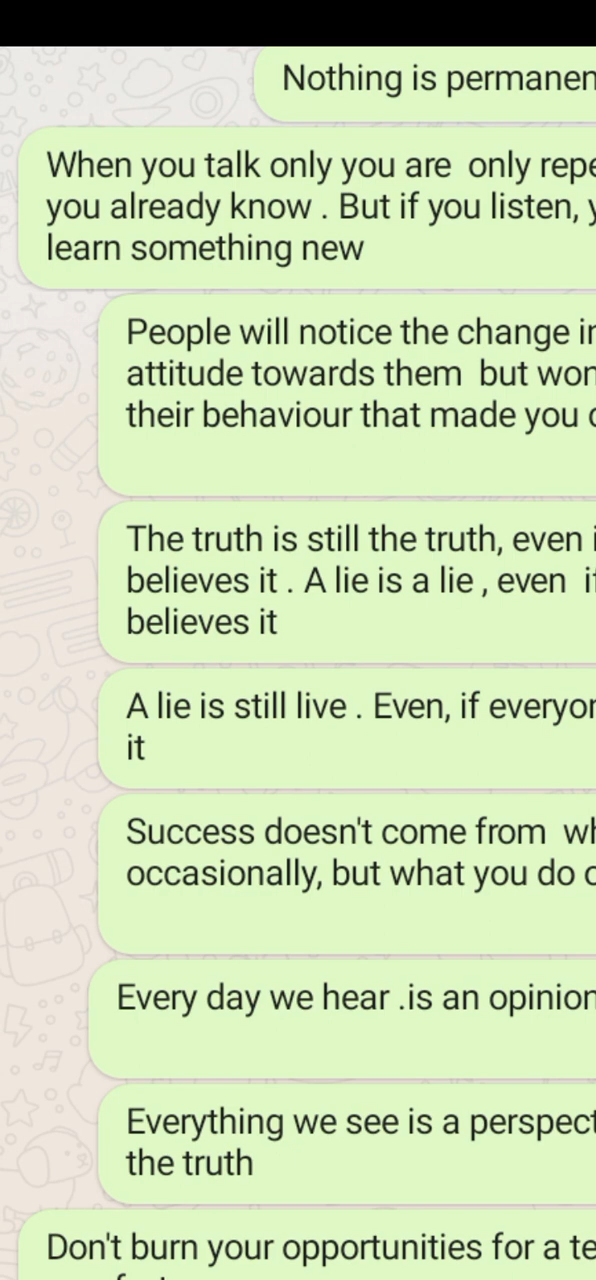 Nothing is permanen
When you talk only you are  only repe
you already know . But if you listen, y
learn something new
People will notice the change in
attitude towards them  but won
their behaviour that made you c
The truth is still the truth, even i
believes it . A lie is a lie , even  if
believes it
A lie is still live . Even, if everyon
it
Success doesn't come from  wh
occasionally, but what you do c
Every day we hear .is an opinion
Everything we see is a perspect
the truth
Don't burn your opportunities for a te